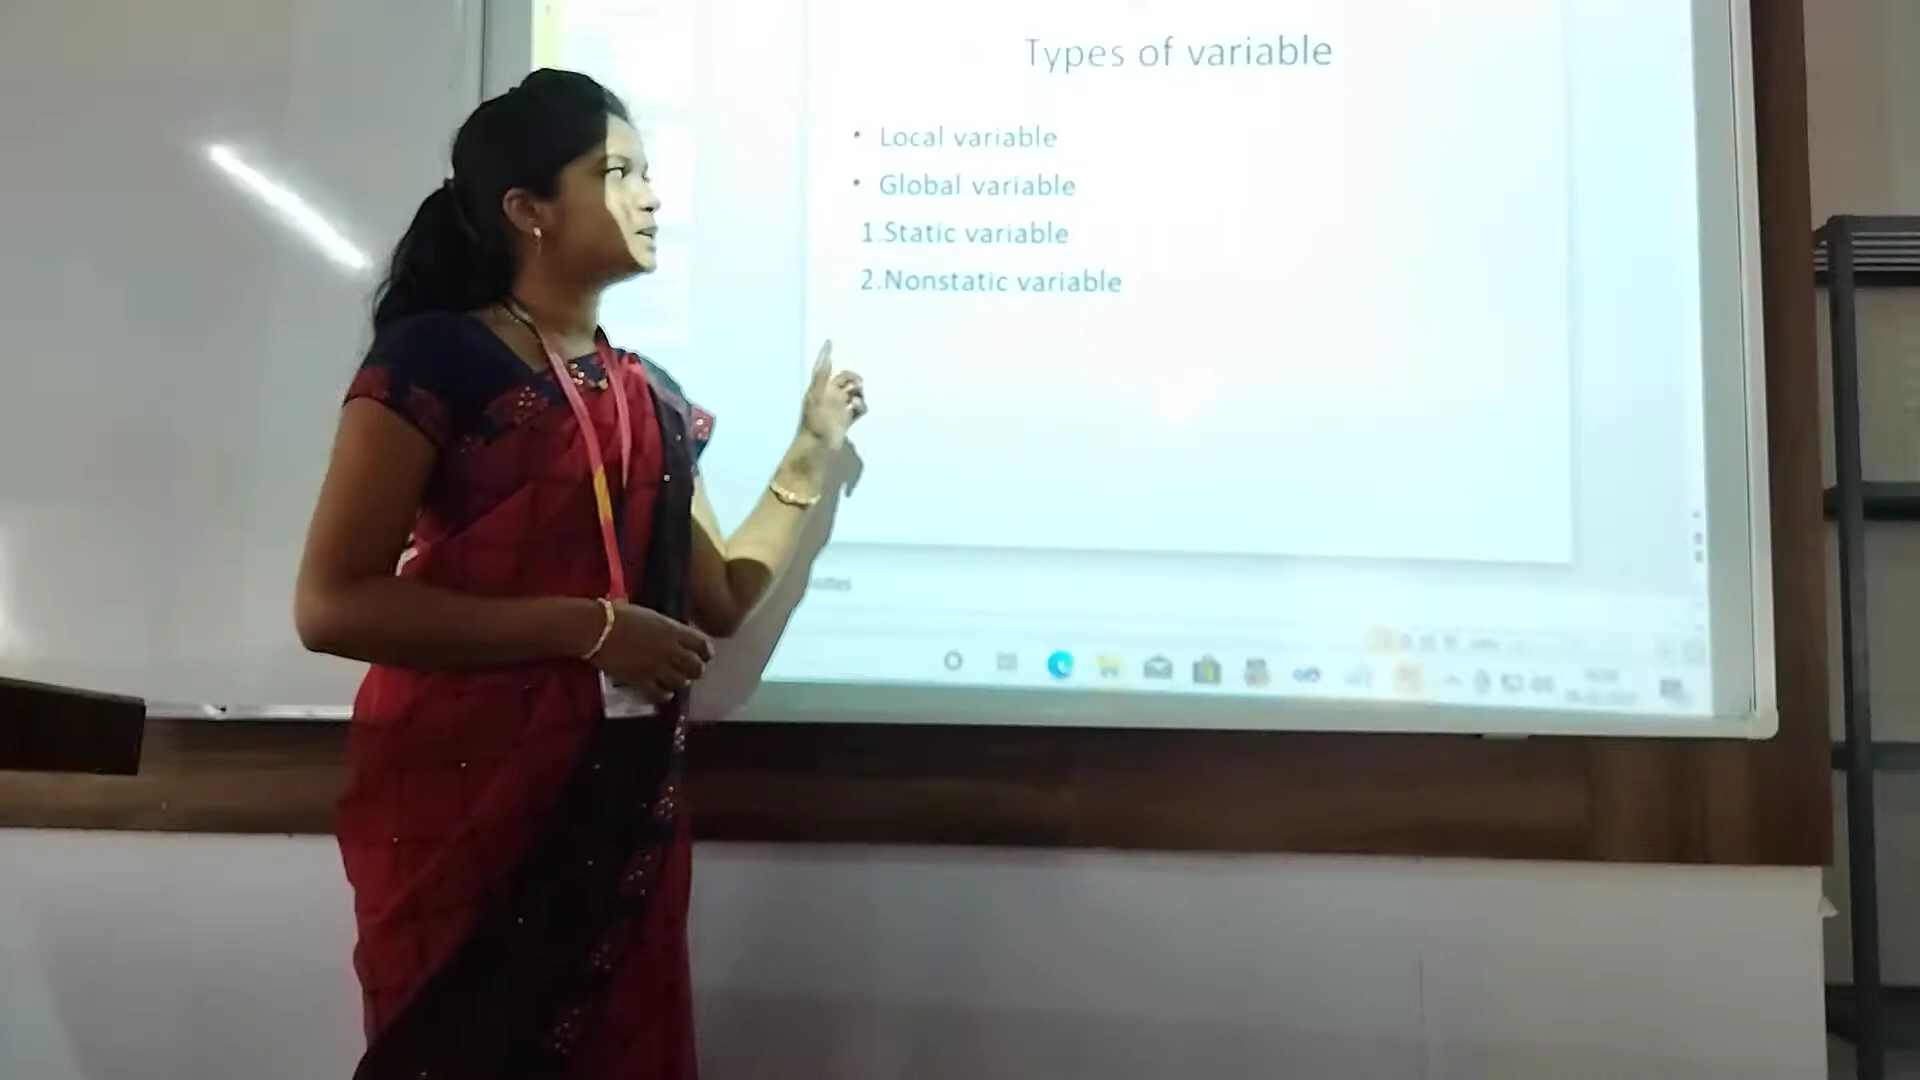 Types of variable
• Local variable
• Global variable
1.Static variable
2.Nonstatic variable